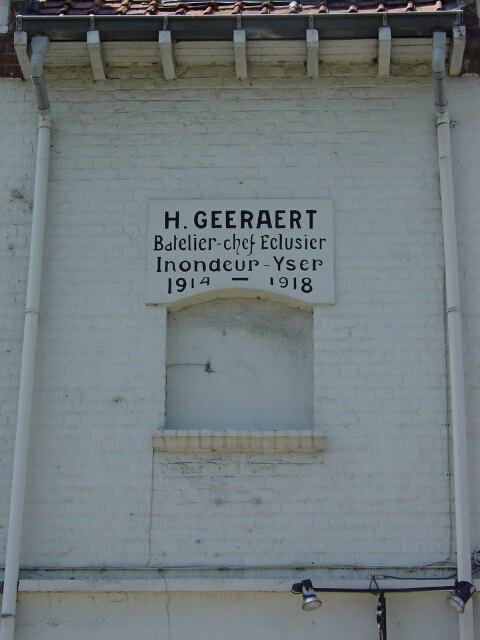 H. GEERAERT
Batelier-chef Eclusier
Inondeur-Yser
1914 — 1918